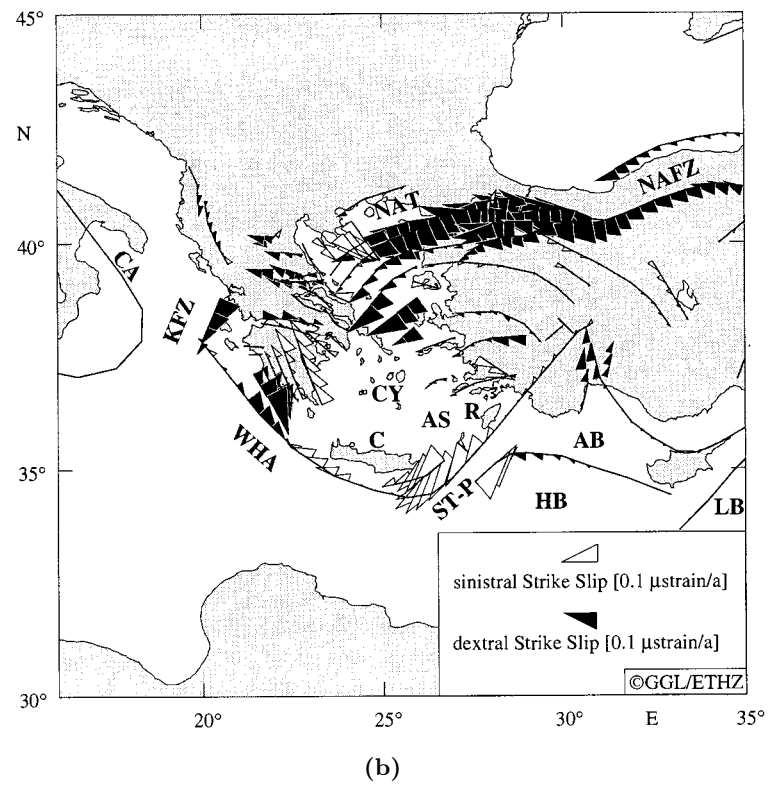 45°
N
NAFZ
NAT
40°
CA
KFZ
CY
AS
R
C
AB
WHA
35°
ST-P
HB
LB
sinistral Strike Slip [0.1 µstrain/a]
dextral Strike Slip [0.1 µstrain/a]
©GGL/ETHZ
30°
20°
25°
30°
E
35°
(b)